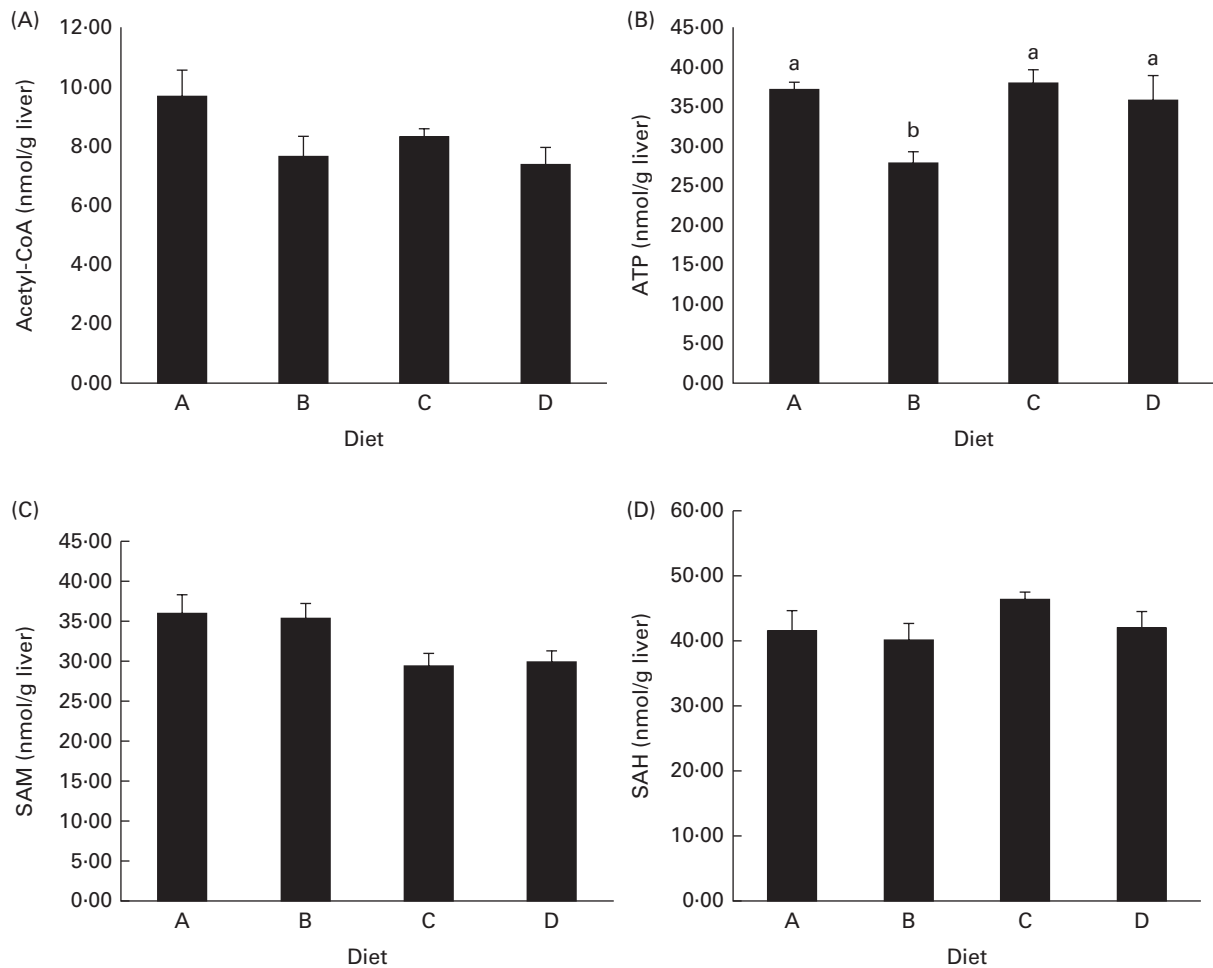 (A)
12·00
10·00
8·00
6·00
4·00
2·00
0·00
Acetyl-CoA (nmol/g liver)
A B C D
Diet
(B)
45·00
40·00
35·00
30·00
25·00
20·00
15·00
10·00
5·00
0·00
ATP (nmol/g liver)
a b a a
A B C D
Diet
(C)
45·00
40·00
35·00
30·00
25·00
20·00
15·00
10·00
5·00
0·00
SAM (nmol/g liver)
A B C D
Diet
(D)
60·00
50·00
40·00
30·00
20·00
10·00
0·00
SAH (nmol/g liver)
A B C D
Diet